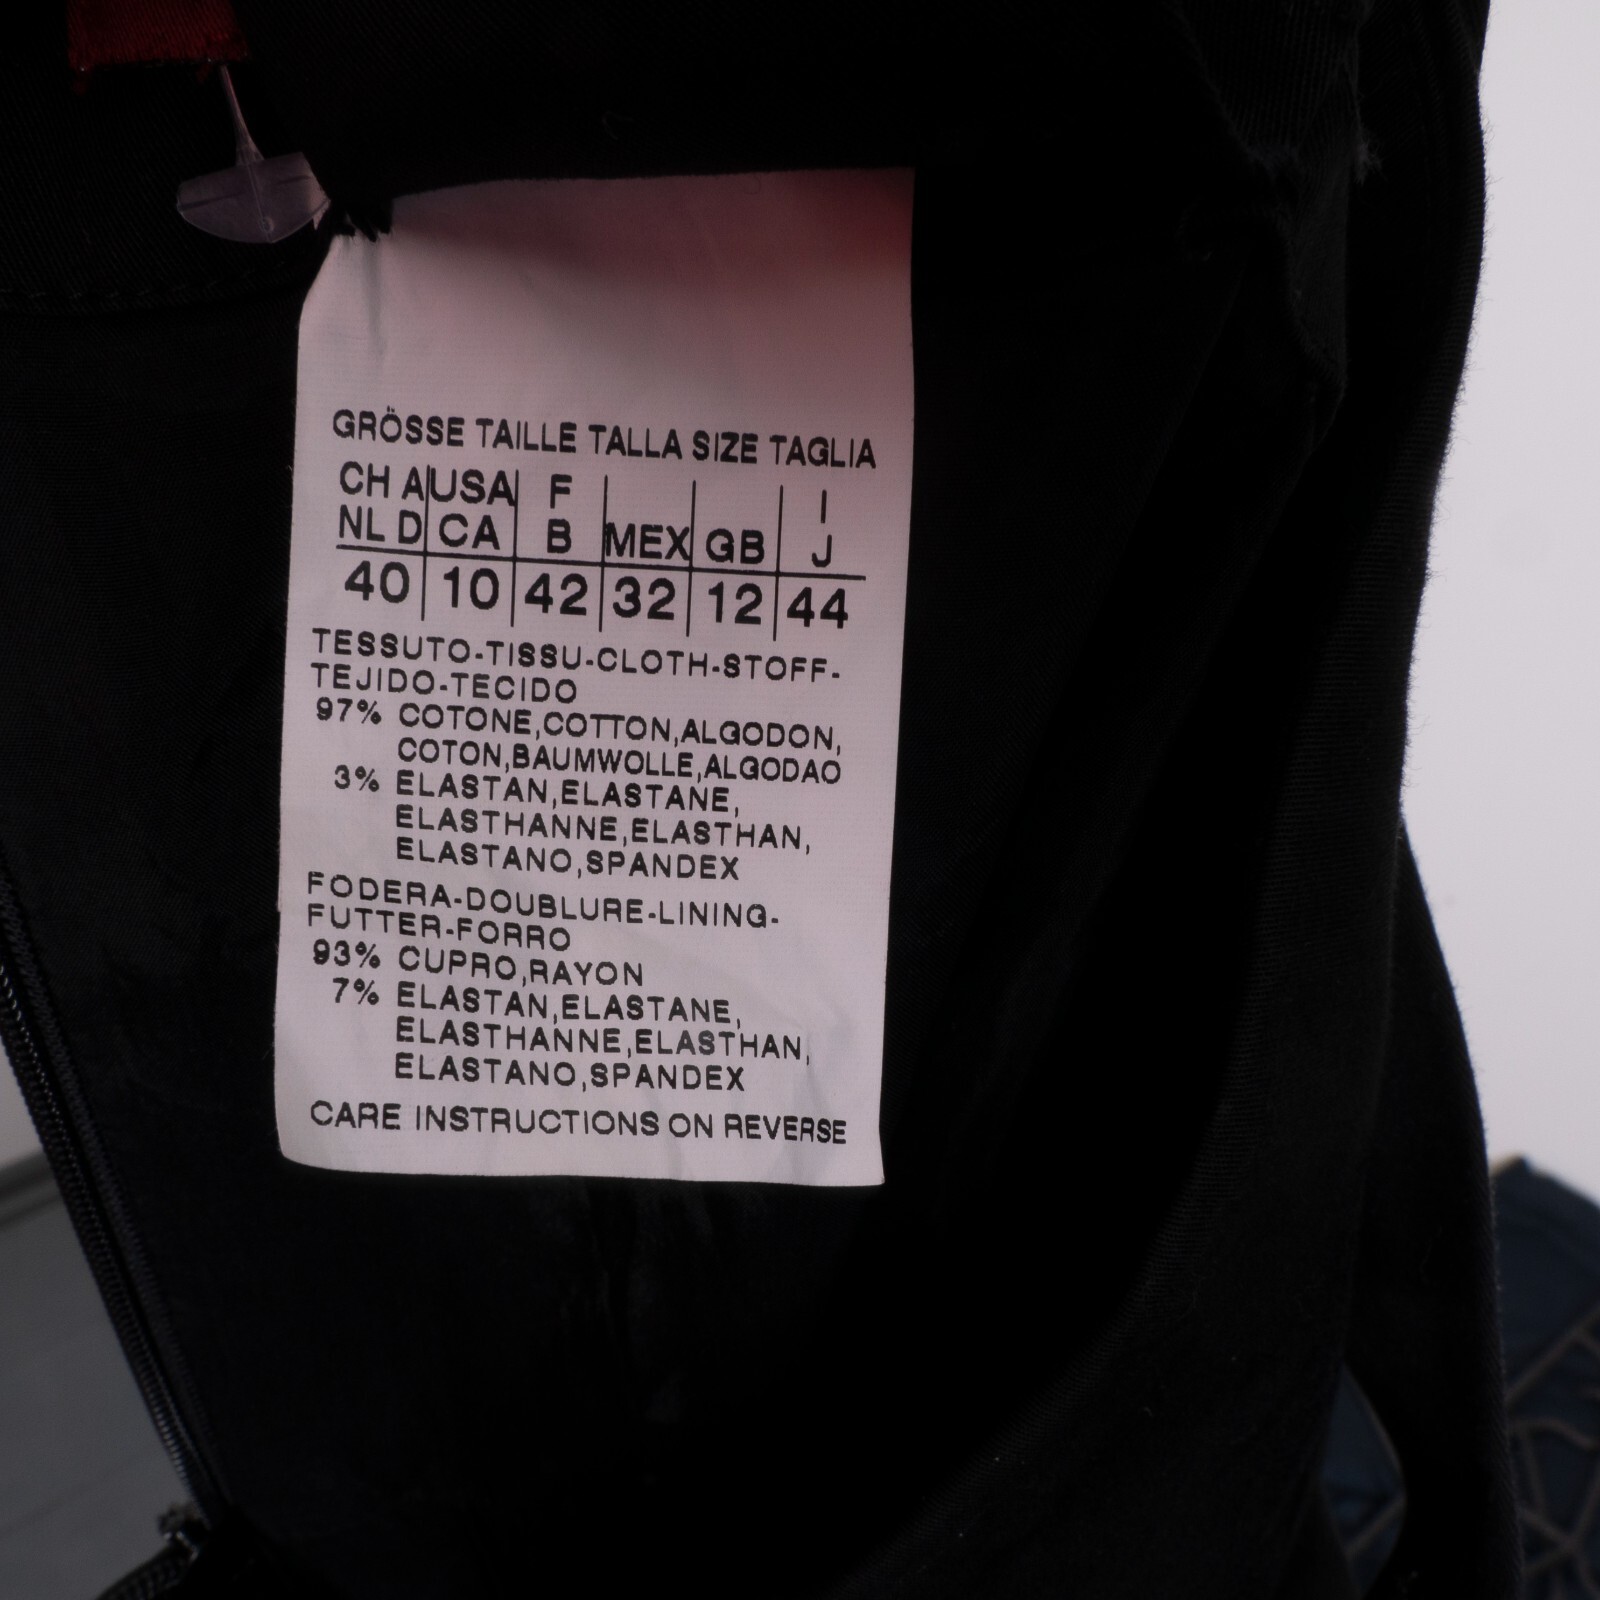 GRÖSSE TAILLE TALLA SIZE TAGLIA
CH A USA F I
NL D CA B MEX GB J
40 10 42 32 12 44
TESSUTO-TISSU-CLOTH-STOFF-
TEJIDO-TECIDO
97% COTONE,COTTON,ALGODON,
COTON,BAUMWOLLE,ALGODAO
3% ELASTAN,ELASTANE,
ELASTHANNE,ELASTHAN,
ELASTANO,SPANDEX
FODERA-DOUBLURE-LINING-
FUTTER-FORRO
93% CUPRO,RAYON
7% ELASTAN,ELASTANE,
ELASTHANNE,ELASTHAN,
ELASTANO,SPANDEX
CARE INSTRUCTIONS ON REVERSE